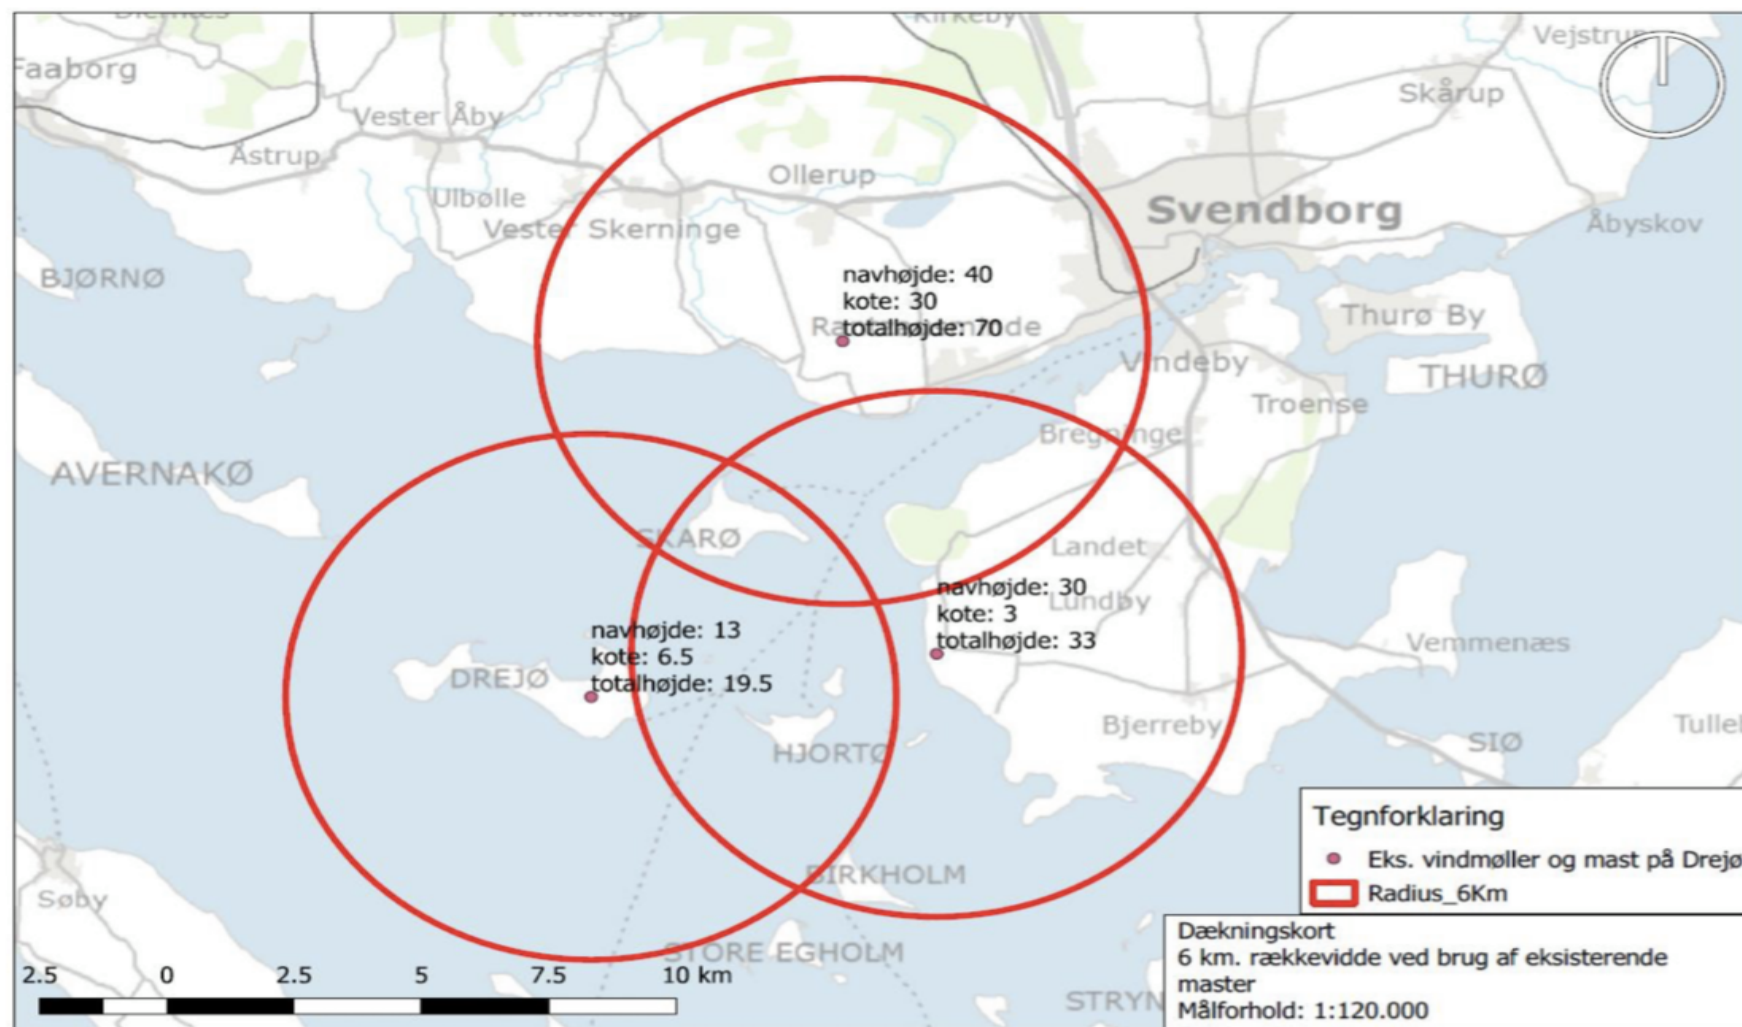 Kirkeby
Vejstrup
Faaborg
Skårup
Vester Åby
Åstrup
Ollerup
Ulbølle
Svendborg
Vester Skerninge
Åbyskov
BJØRNØ
navhøjde: 40
kote: 30
totalhøjde: 70
Thurø By
Vindeby
THURØ
Troense
Bregninge
AVERNAKØ
SKARØ
Landet
navhøjde: 30
kote: 3
totalhøjde: 33
Lundby
navhøjde: 13
kote: 6.5
totalhøjde: 19.5
DREJØ
Vemmenæs
Bjerreby
HJORTØ
SIØ
BIRKHOLM
Søby
STORE EGHOLM
2.5 0 2.5 5 7.5 10 km
Tegnforklaring
Eks. vindmøller og mast på Drejø
Radius_6Km
Dækningskort
6 km. rækkevidde ved brug af eksisterende
master
Målforhold: 1:120.000